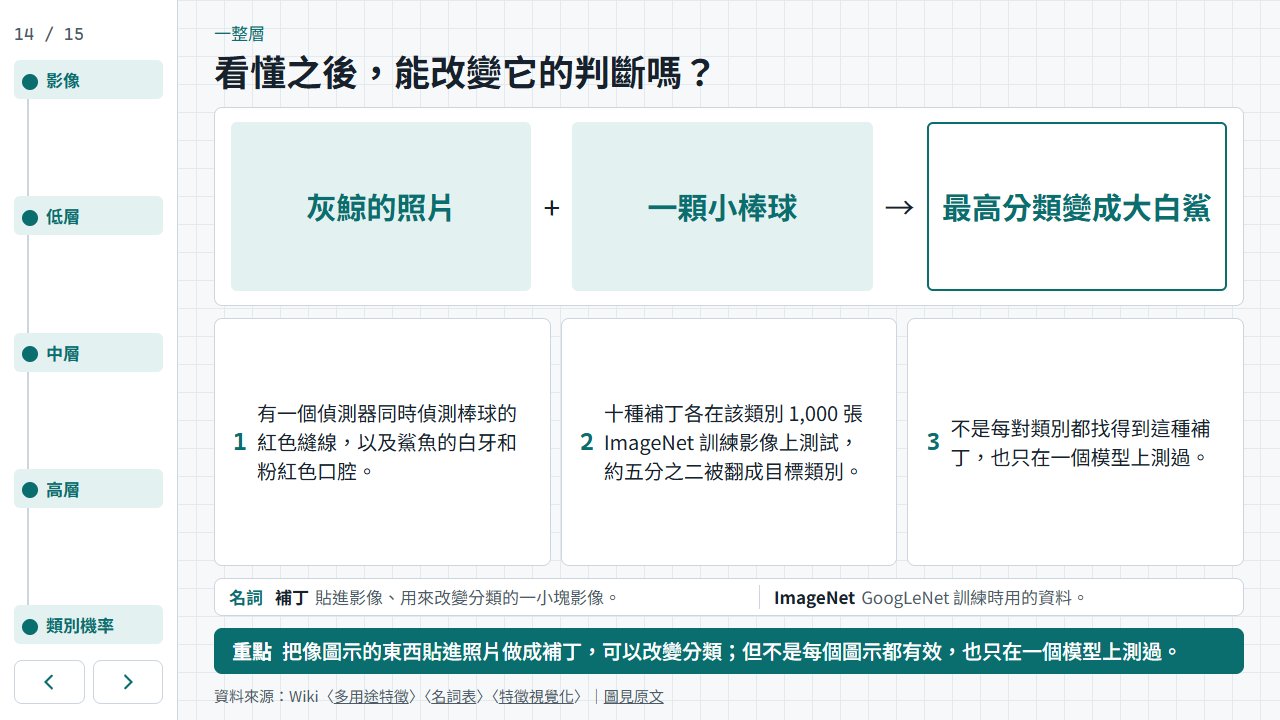 14 / 15
影像
低層
中層
高層
類別機率
一整層
看懂之後，能改變它的判斷嗎？
灰鯨的照片
+
一顆小棒球
→
最高分類變成大白鯊
1
有一個偵測器同時偵測棒球的
紅色縫線，以及鯊魚的白牙和
粉紅色口腔。
2
十種補丁各在該類別 1,000 張
ImageNet 訓練影像上測試，
約五分之二被翻成目標類別。
3
不是每對類別都找得到這種補
丁，也只在一個模型上測過。
名詞 補丁 貼進影像、用來改變分類的一小塊影像。
ImageNet GoogLeNet 訓練時用的資料。
重點 把像圖示的東西貼進照片做成補丁，可以改變分類；但不是每個圖示都有效，也只在一個模型上測過。
資料來源：Wiki〈多用途特徵〉〈名詞表〉〈特徵視覺化〉｜圖見原文